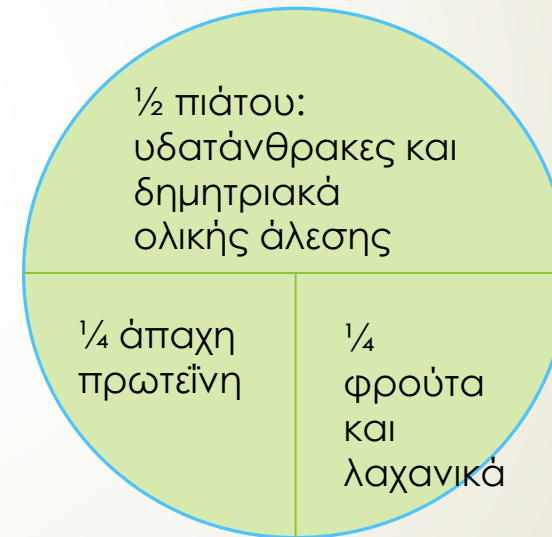 ½ πιάτου:
υδατάνθρακες και
δημητριακά
ολικής άλεσης
¼ άπαχη
πρωτεΐνη
¼
φρούτα
και
λαχανικά